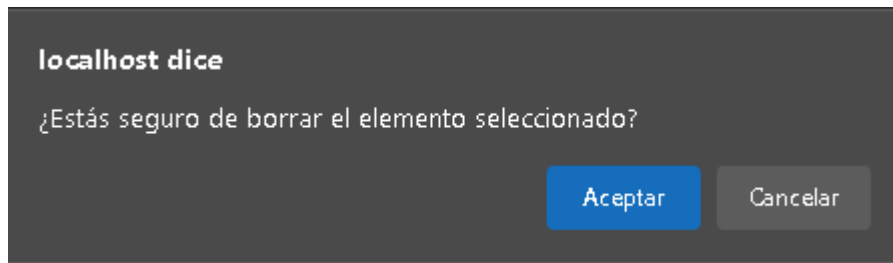 localhost dice
¿Estás seguro de borrar el elemento seleccionado?
Aceptar Cancelar